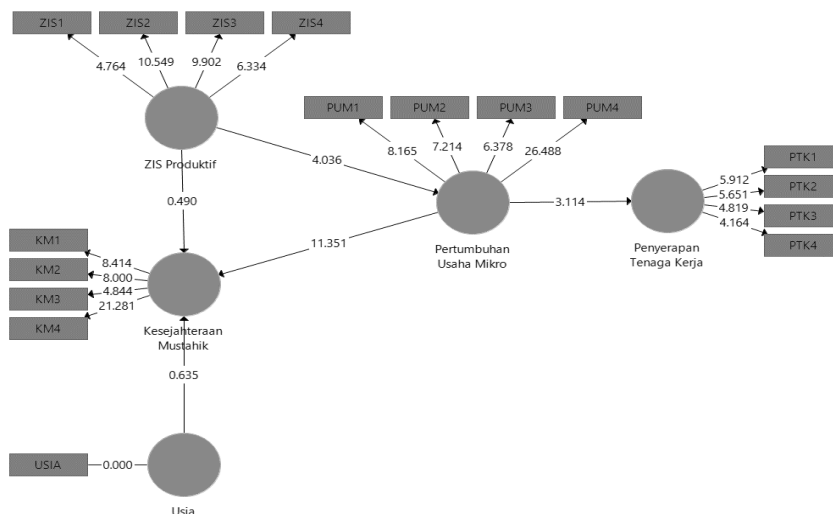 ZIS1 ZIS2 ZIS3 ZIS4
4.764 10.549 9.902 6.334
ZIS Produktif
PUM1 PUM2 PUM3 PUM4
8.165 7.214 6.378 26.488
4.036
0.490
PTK1
PTK2
PTK3
PTK4
5.912
5.651
4.819
4.164
3.114
Pertumbuhan
Usaha Mikro
Penyerapan
Tenaga Kerja
11.351
KM1
KM2
KM3
KM4
8.414
8.000
4.844
21.281
Kesejahteraan
Mustahik
0.635
USIA 0.000
Usia